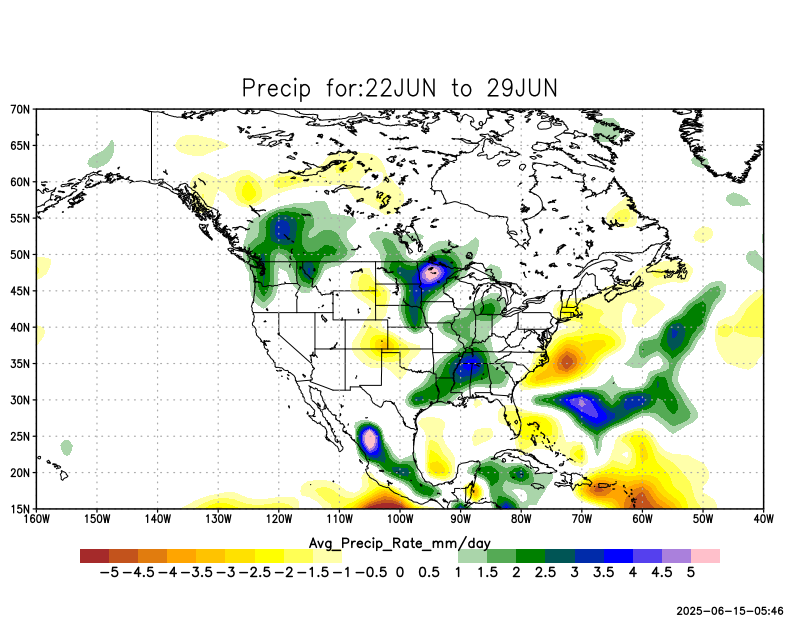 Precip for:22JUN to 29JUN
70N
65N
60N
55N
50N
45N
40N
35N
30N
25N
20N
15N
160W 150W 140W 130W 120W 110W 100W 90W 80W 70W 60W 50W 40W
Avg_Precip_Rate_mm/day
−5 −4.5 −4 −3.5 −3 −2.5 −2 −1.5 −1 −0.5 0 0.5 1 1.5 2 2.5 3 3.5 4 4.5 5
2025-06-15-05:46